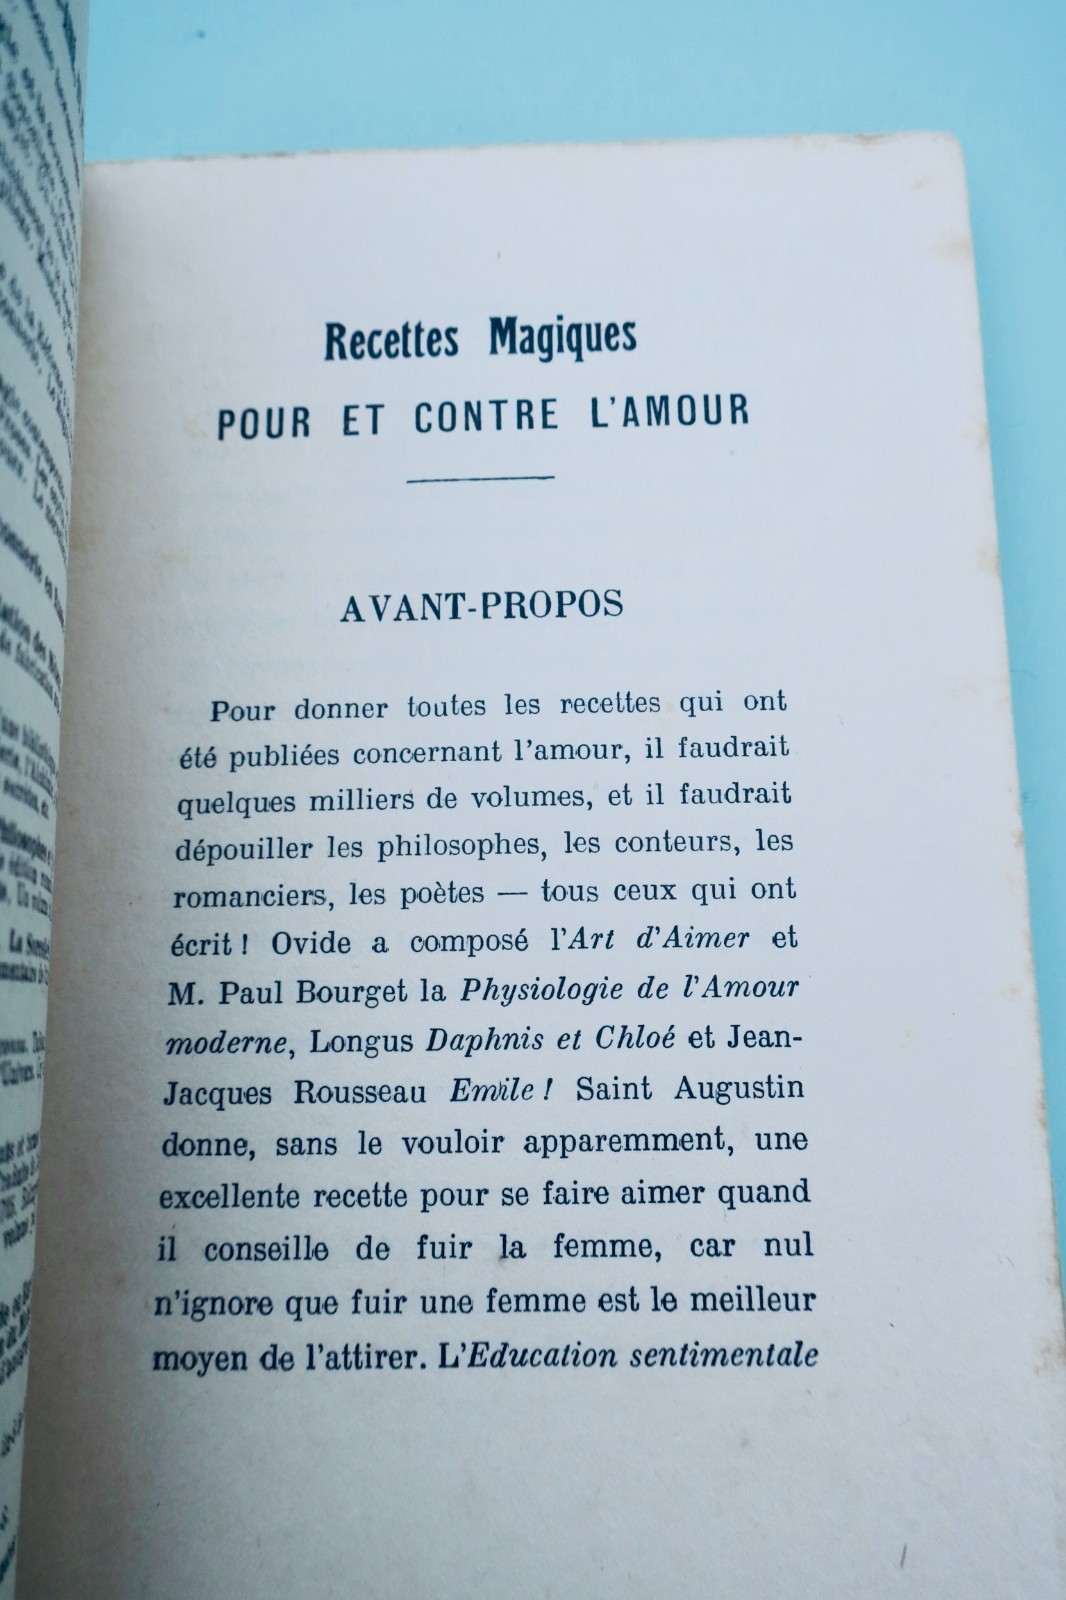 Recettes Magiques
POUR ET CONTRE L'AMOUR
AVANT-PROPOS
Pour donner toutes les recettes qui ont
été publiées concernant l'amour, il faudrait
quelques milliers de volumes, et il faudrait
dépouiller les philosophes, les conteurs, les
romanciers, les poètes — tous ceux qui ont
écrit ! Ovide a composé l'Art d'Aimer et
M. Paul Bourget la Physiologie de l'Amour
moderne, Longus Daphnis et Chloé et Jean-
Jacques Rousseau Emile ! Saint Augustin
donne, sans le vouloir apparemment, une
excellente recette pour se faire aimer quand
il conseille de fuir la femme, car nul
n'ignore que fuir une femme est le meilleur
moyen de l'attirer. L'Education sentimentale